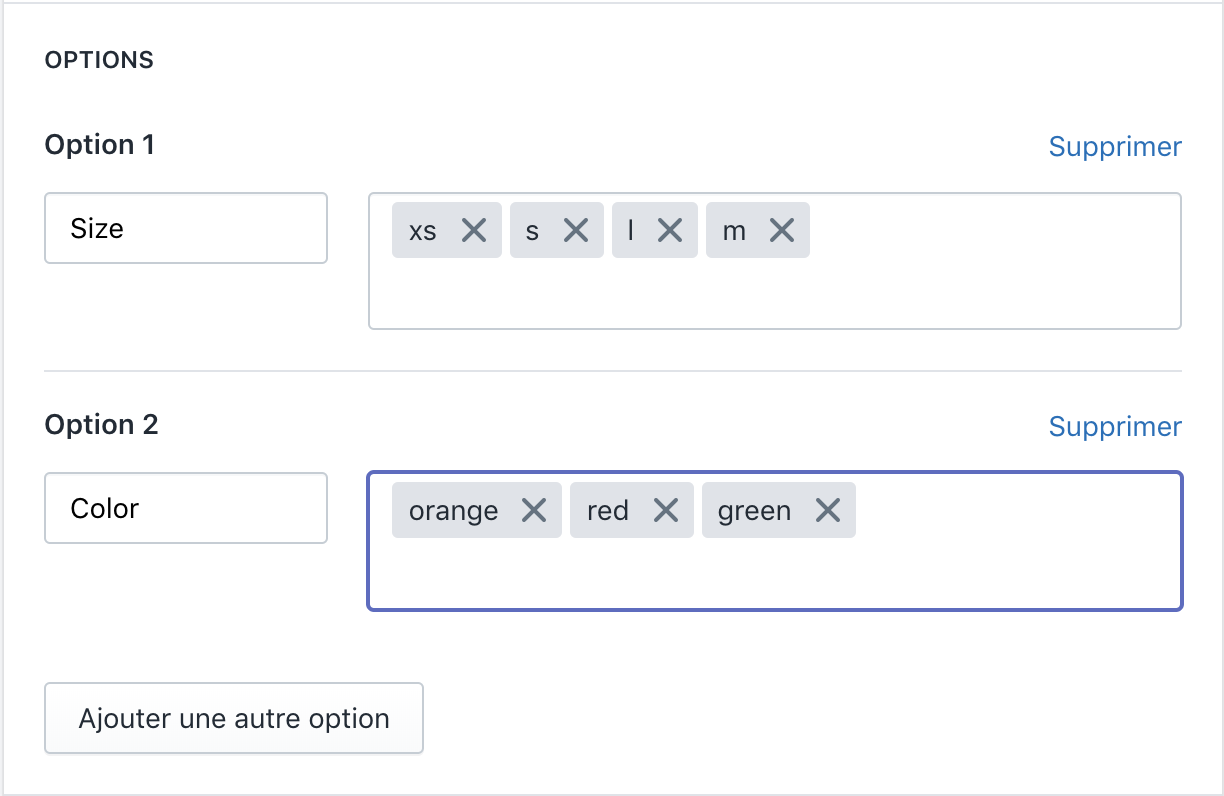 OPTIONS
Option 1 Supprimer
Size xs s l m
Option 2 Supprimer
Color orange red green
Ajouter une autre option